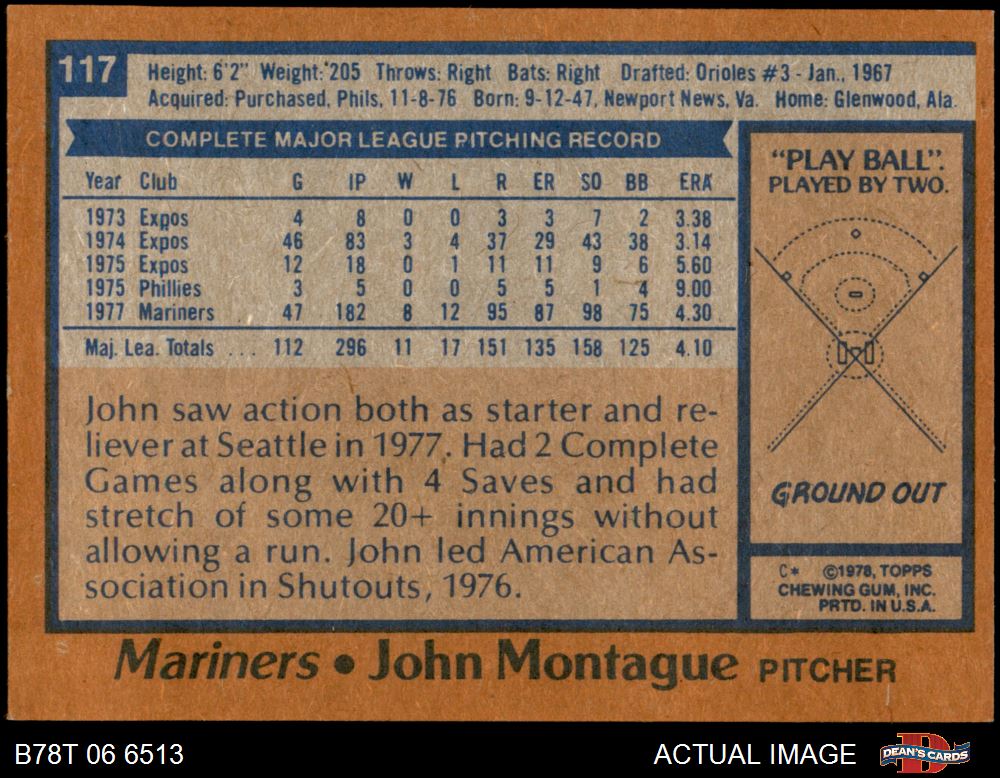 117
Height: 6'2" Weight: 205 Throws: Right Bats: Right Drafted: Orioles #3 - Jan., 1967
Acquired: Purchased, Phils, 11-8-76 Born: 9-12-47, Newport News, Va. Home: Glenwood, Ala.
COMPLETE MAJOR LEAGUE PITCHING RECORD
Year Club G IP W L R ER SO BB ERA
1973 Expos 4 8 0 0 3 3 7 2 3.38
1974 Expos 46 83 3 4 37 29 43 38 3.14
1975 Expos 12 18 0 1 11 11 9 6 5.60
1975 Phillies 3 5 0 0 5 5 1 4 9.00
1977 Mariners 47 182 8 12 95 87 98 75 4.30
Maj. Lea. Totals ... 112 296 11 17 151 135 158 125 4.10
John saw action both as starter and re-
liever at Seattle in 1977. Had 2 Complete
Games along with 4 Saves and had
stretch of some 20+ innings without
allowing a run. John led American As-
sociation in Shutouts, 1976.
"PLAY BALL".
PLAYED BY TWO.
GROUND OUT
C* ©1978, TOPPS
CHEWING GUM, INC.
PRTD. IN U.S.A.
Mariners • John Montague PITCHER
B78T 06 6513
ACTUAL IMAGE
DEAN'S CARDS